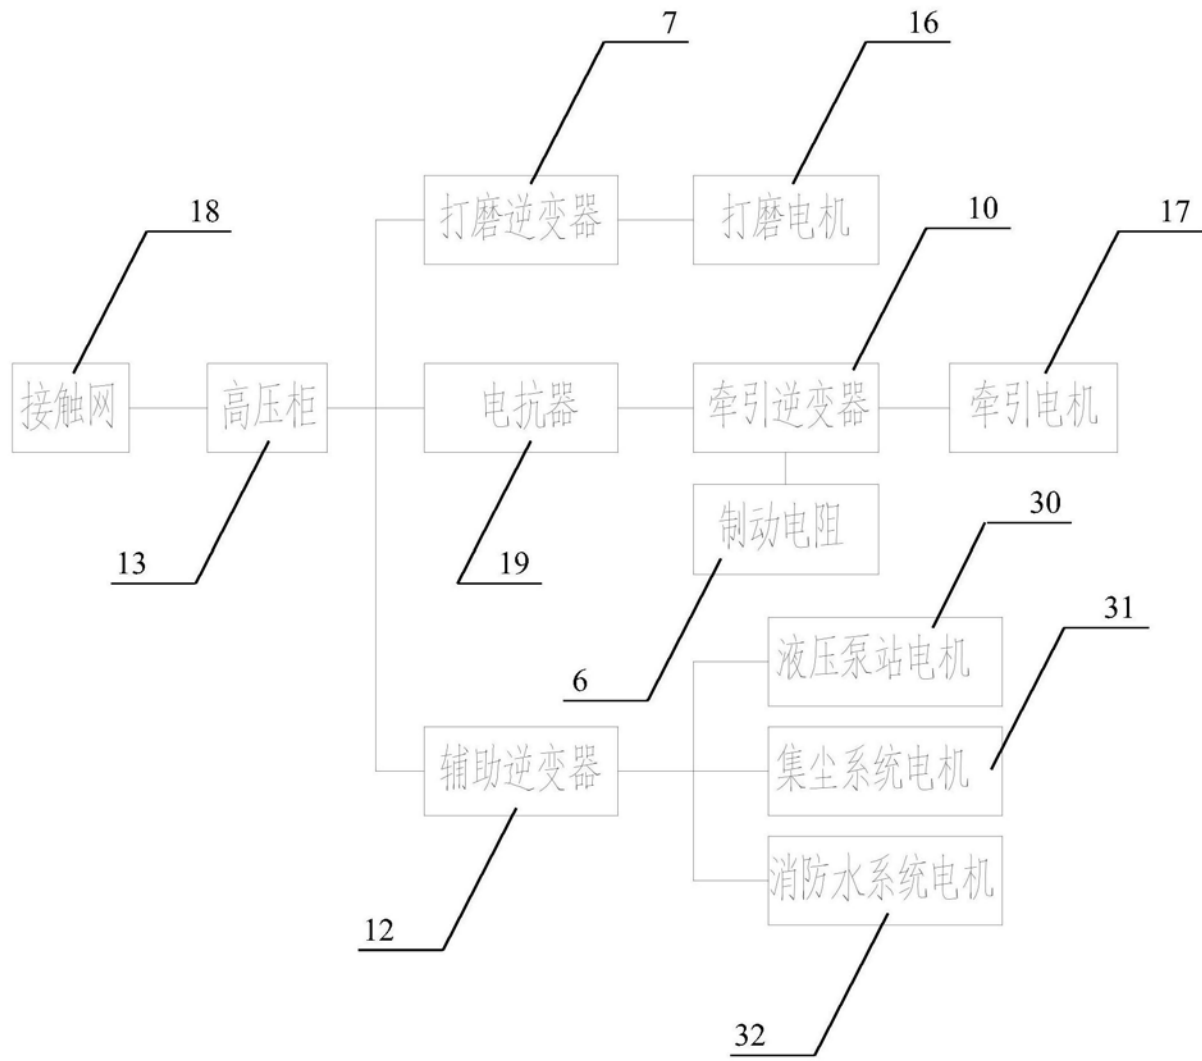 7
16
打磨逆变器
打磨电机
18
10
17
接触网
高压柜
电抗器
牵引逆变器
牵引电机
制动电阻
30
13
19
31
液压泵站电机
6
辅助逆变器
集尘系统电机
消防水系统电机
12
32